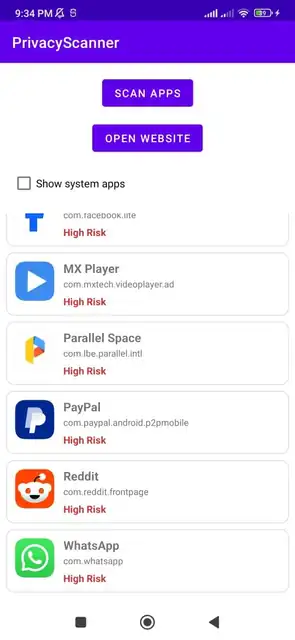 9:34 PM
9
PrivacyScanner
SCAN APPS
OPEN WEBSITE
Show system apps
com.facebook.lite
High Risk
MX Player
com.mxtech.videoplayer.ad
High Risk
Parallel Space
com.lbe.parallel.intl
High Risk
PayPal
com.paypal.android.p2pmobile
High Risk
Reddit
com.reddit.frontpage
High Risk
WhatsApp
com.whatsapp
High Risk